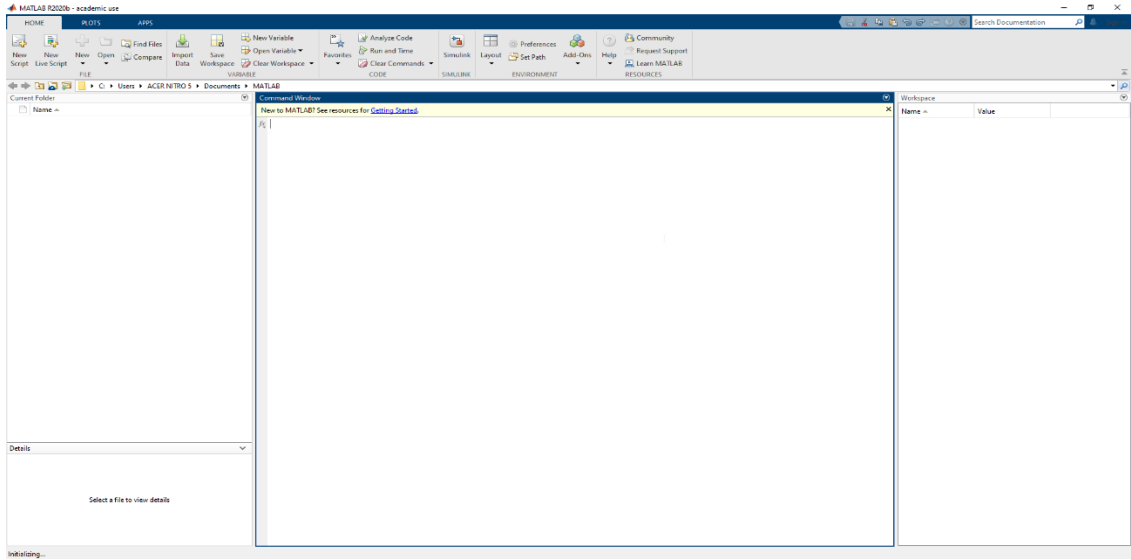 MATLAB R2020b - academic use
HOME PLOTS APPS Search Documentation
New Script New Live Script New Open Find Files Compare
FILE
Import Data Save Workspace New Variable Open Variable Clear Workspace
VARIABLE
Favorites Analyze Code Run and Time Clear Commands
CODE
Simulink
SIMULINK
Layout Preferences Set Path Add-Ons
ENVIRONMENT
Help Community Request Support Learn MATLAB
RESOURCES
C: Users ACER NITRO 5 Documents MATLAB
Current Folder
Name
Command Window
New to MATLAB? See resources for Getting Started.
fx
Workspace
Name Value
Details
Select a file to view details
Initializing...